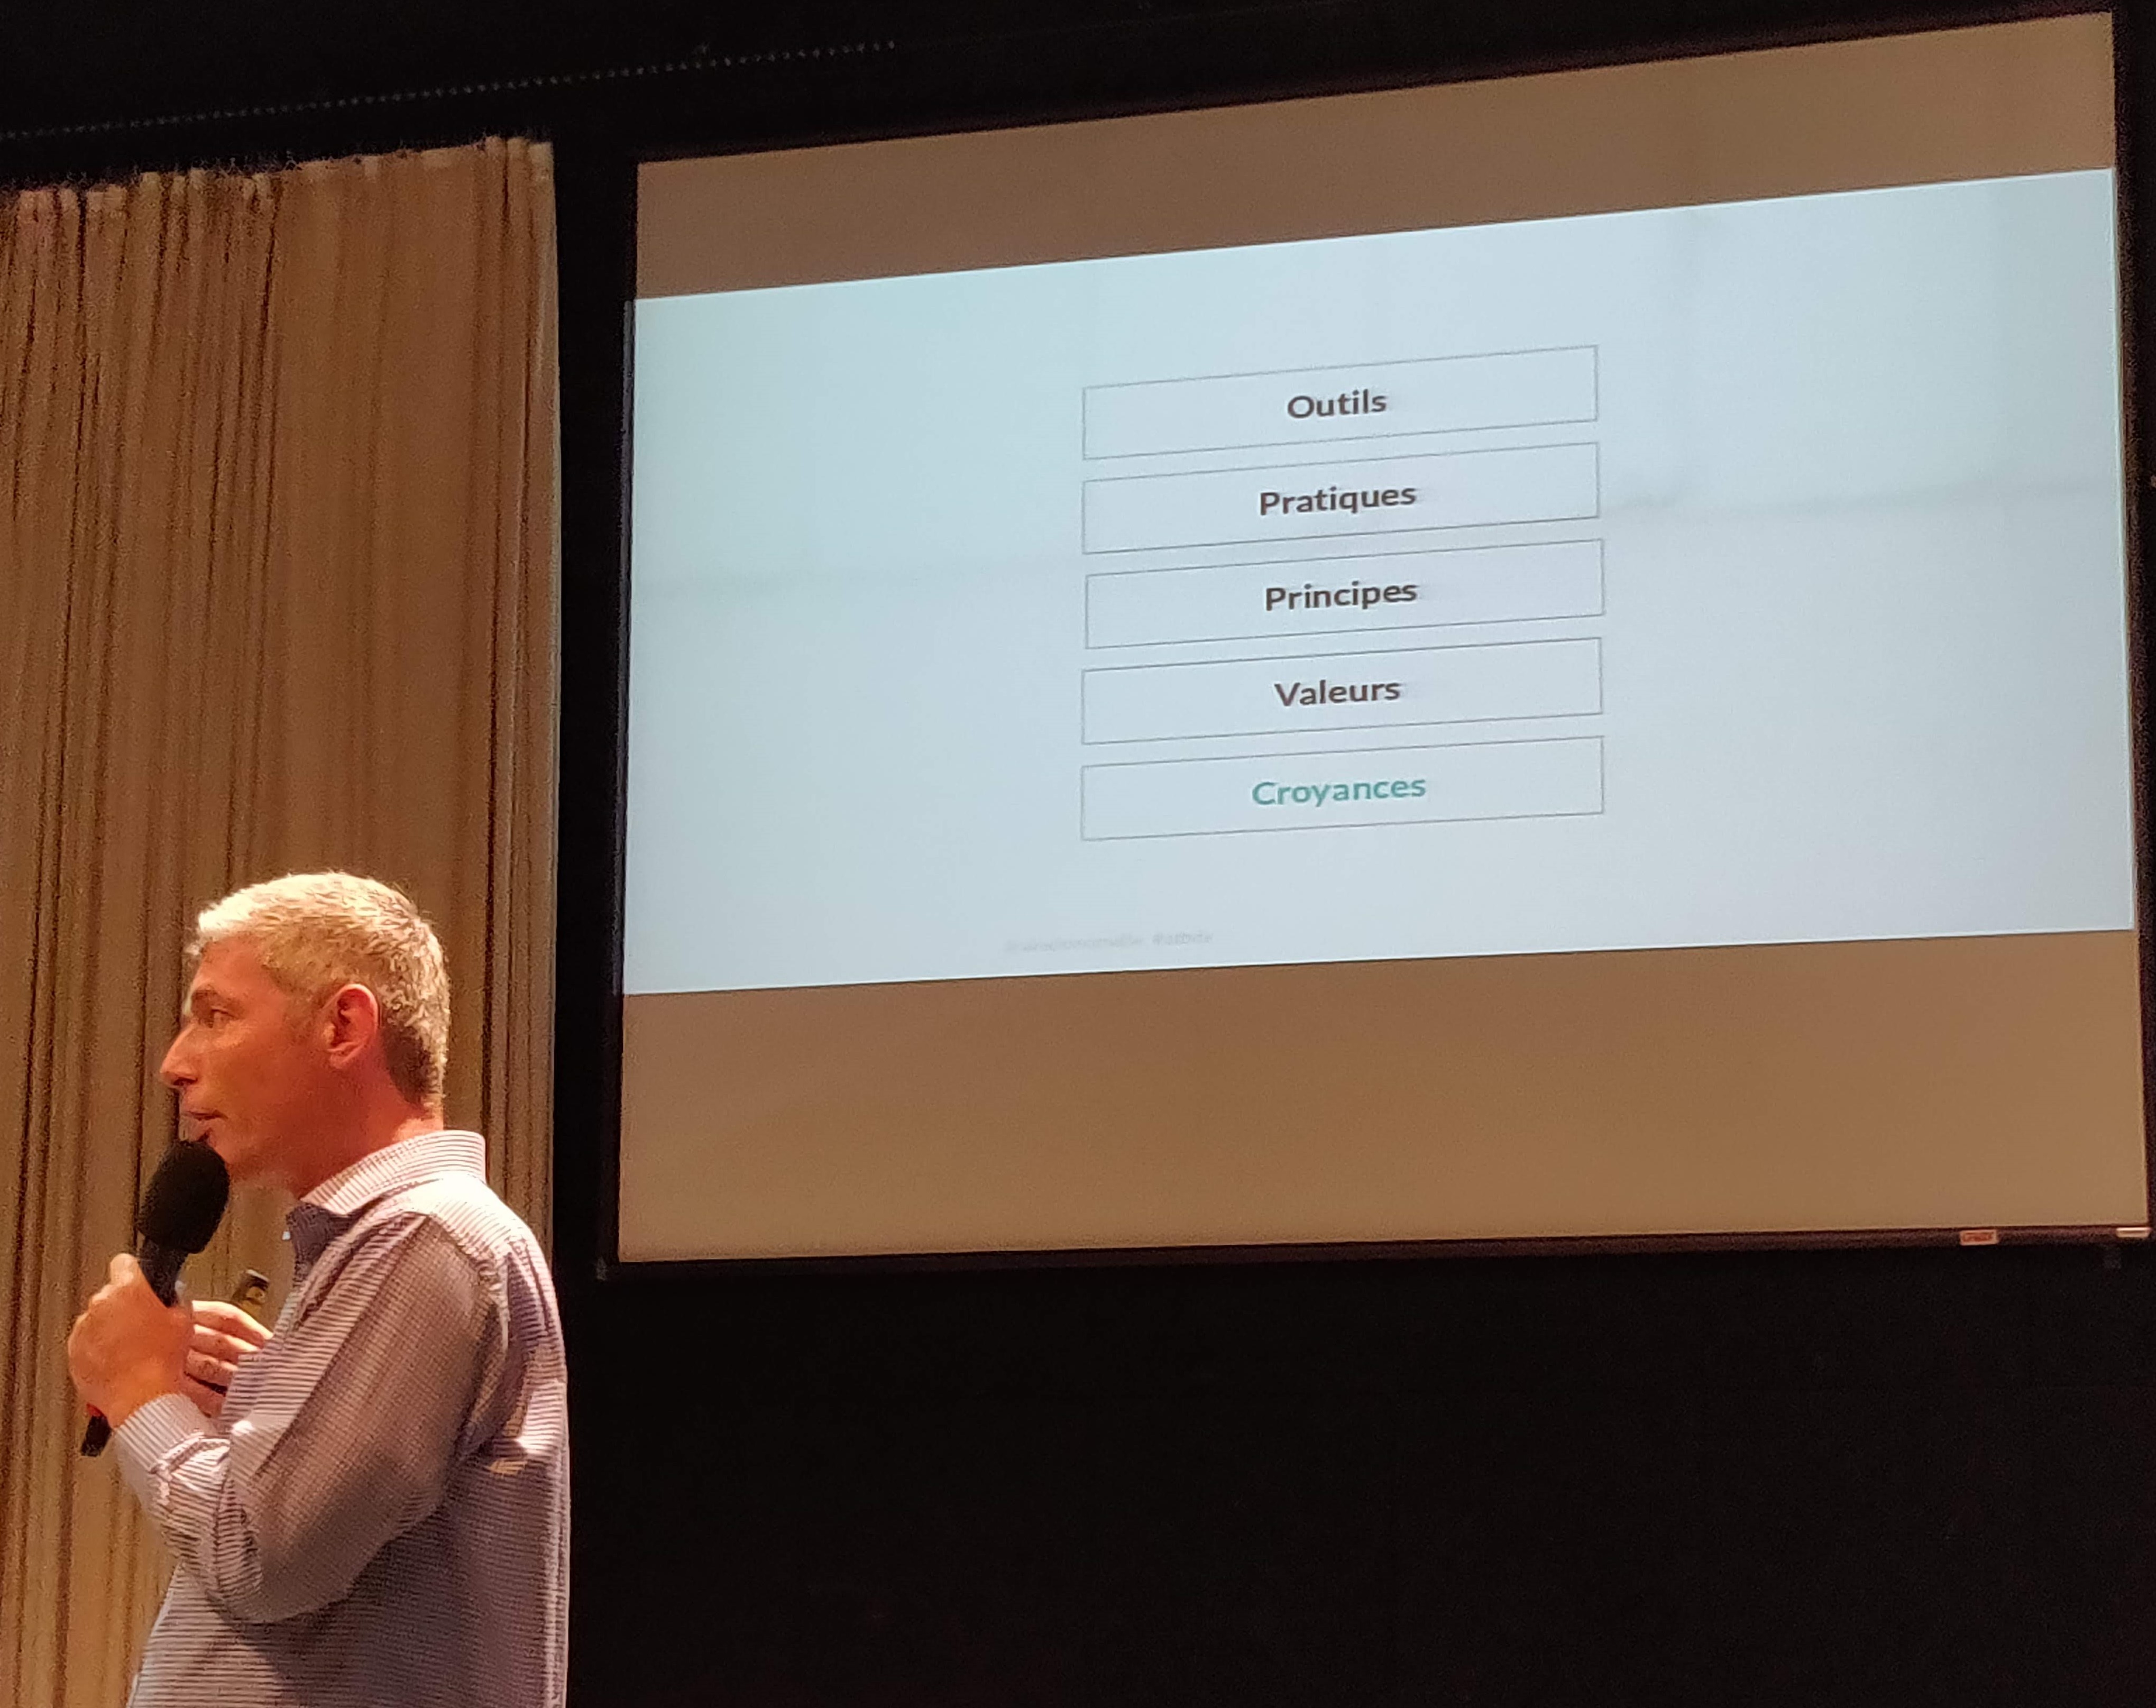 Outils
Pratiques
Principes
Valeurs
Croyances